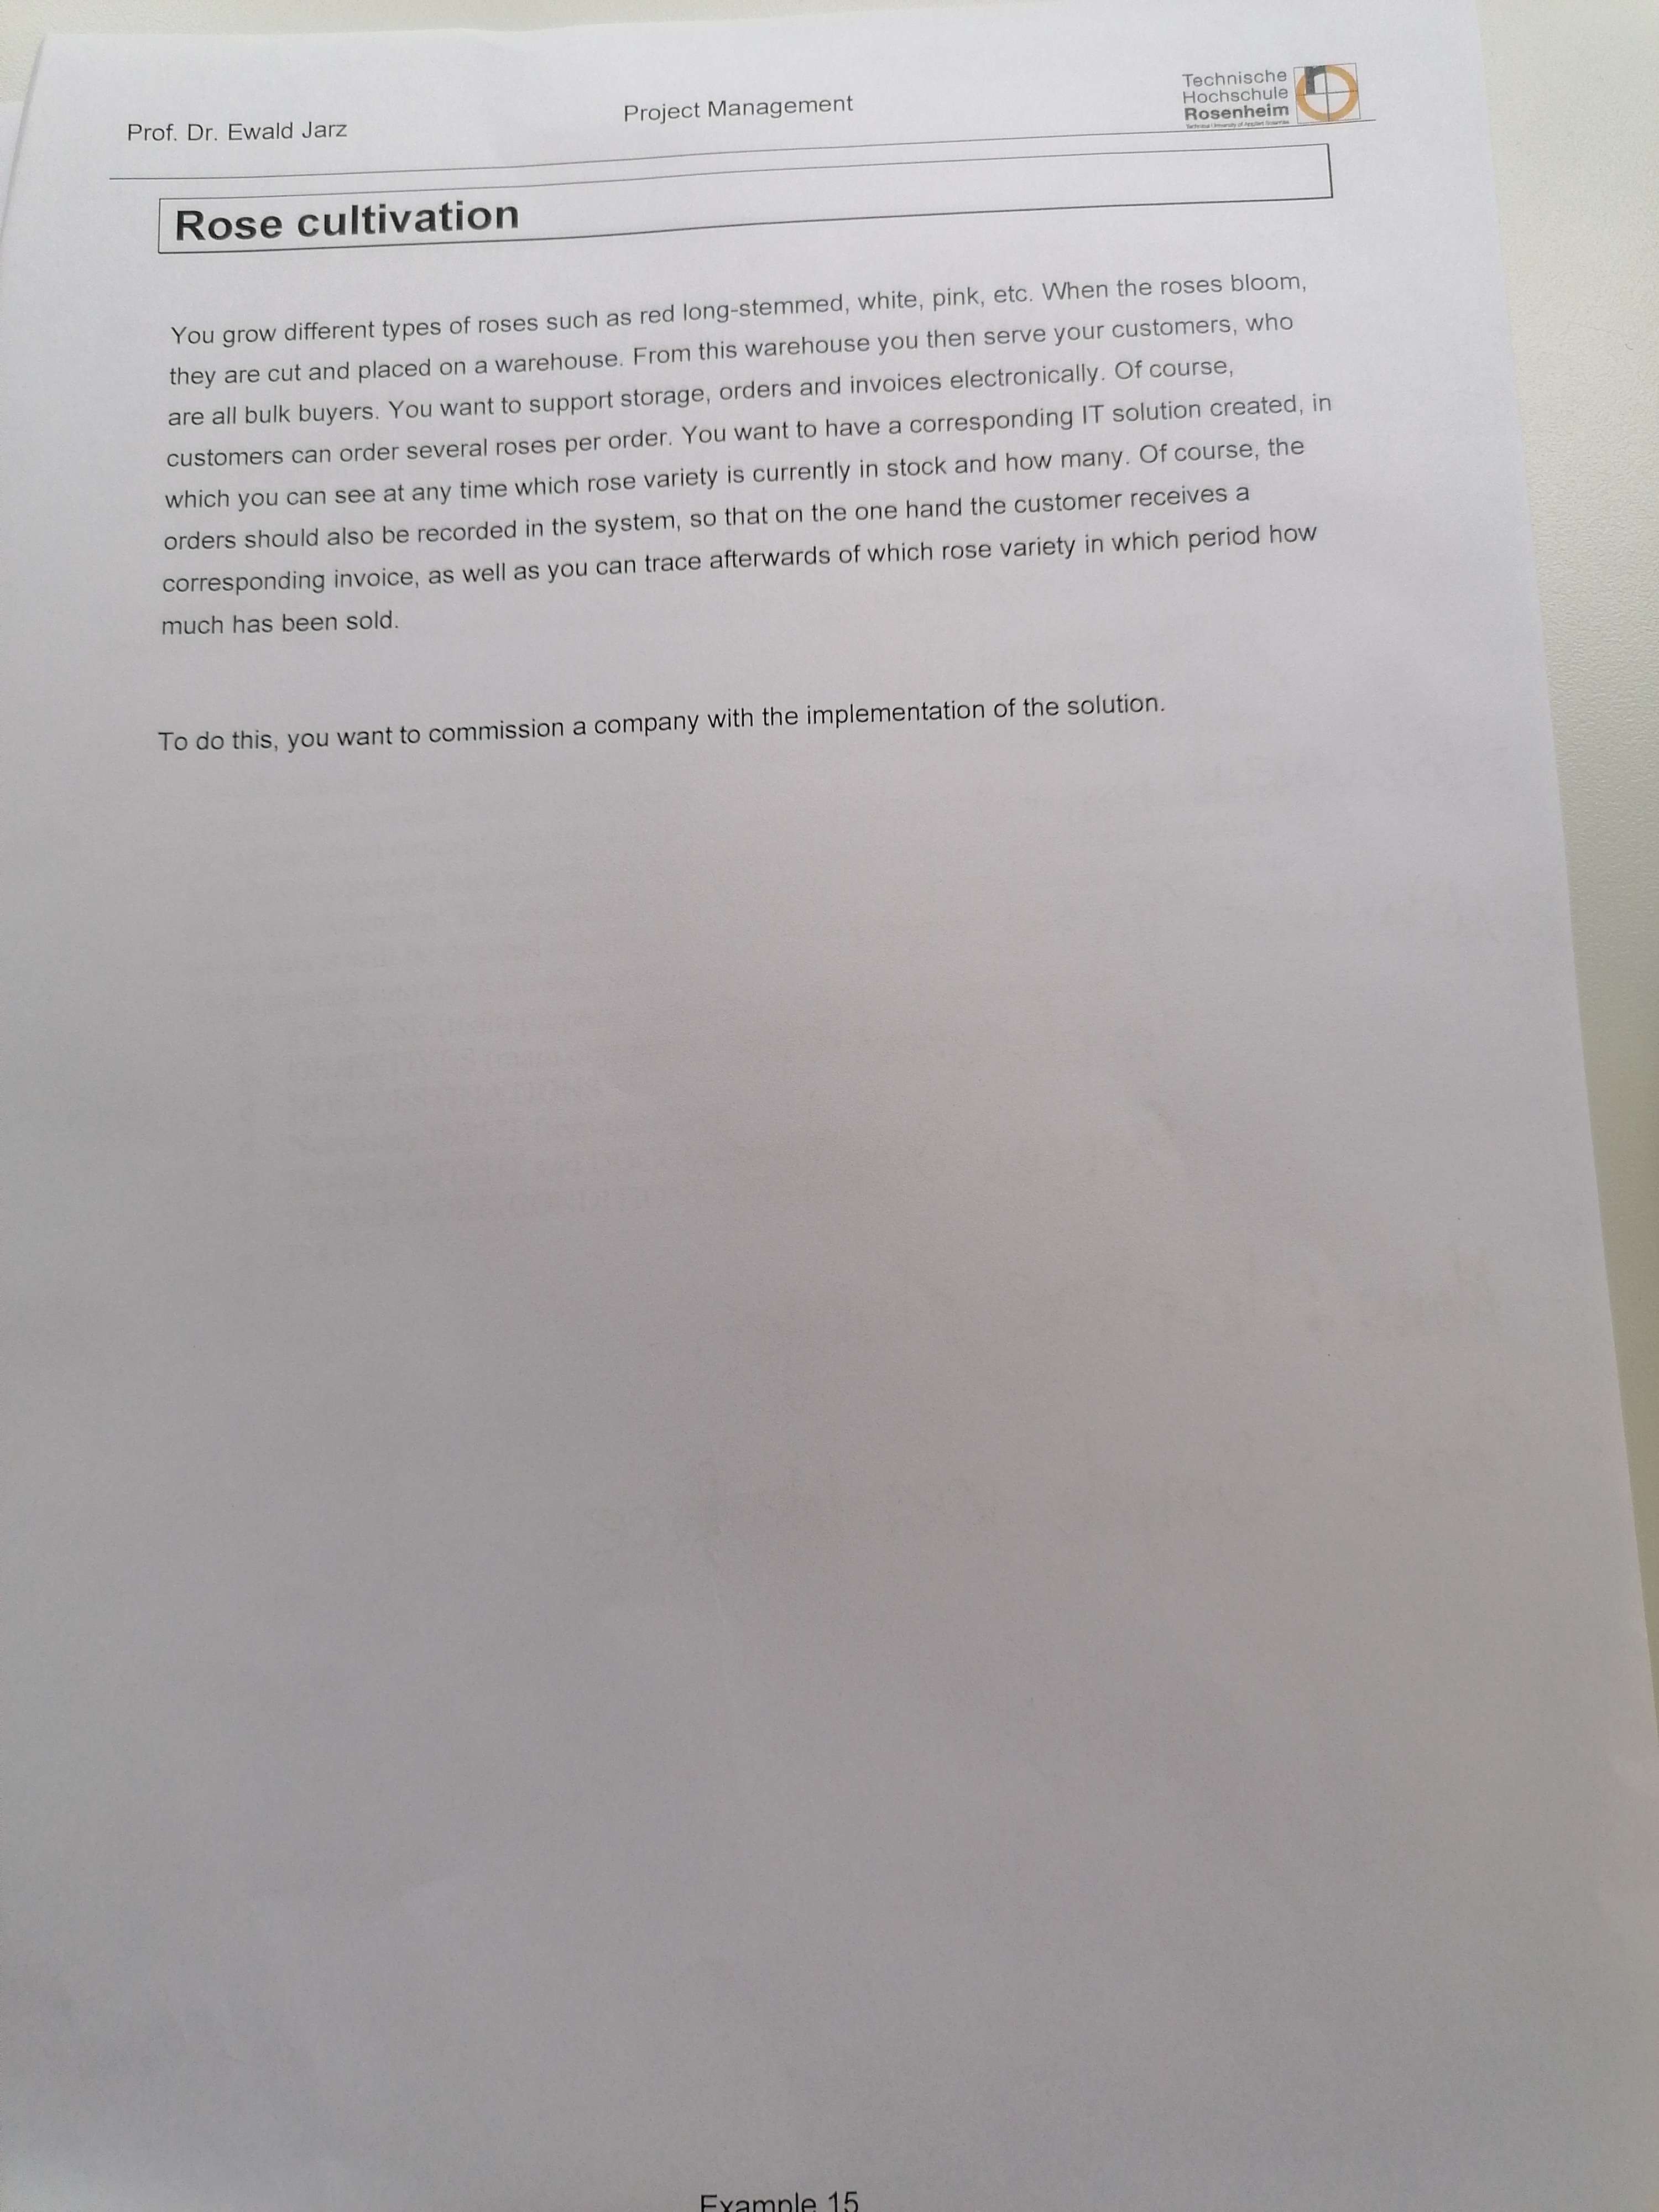 Prof. Dr. Ewald Jarz
Project Management
Technische
Hochschule
Rosenheim
Technical University of Applied Sciences
Rose cultivation
You grow different types of roses such as red long-stemmed, white, pink, etc. When the roses bloom,
they are cut and placed on a warehouse. From this warehouse you then serve your customers, who
are all bulk buyers. You want to support storage, orders and invoices electronically. Of course,
customers can order several roses per order. You want to have a corresponding IT solution created, in
which you can see at any time which rose variety is currently in stock and how many. Of course, the
orders should also be recorded in the system, so that on the one hand the customer receives a
corresponding invoice, as well as you can trace afterwards of which rose variety in which period how
much has been sold.
To do this, you want to commission a company with the implementation of the solution.
Example 15